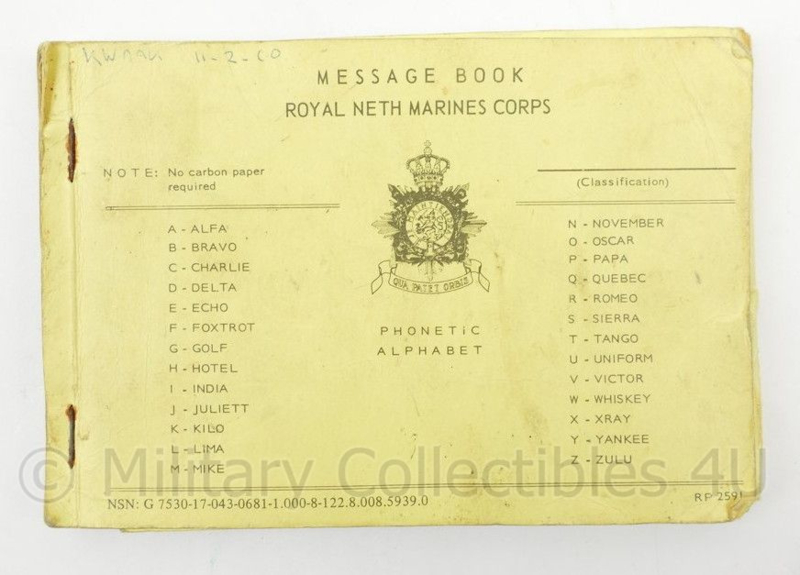 11-2-60
MESSAGE BOOK
ROYAL NETH MARINES CORPS
NOTE: No carbon paper
required
(Classification)
QUA PATET ORBIS
PHONETIC
ALPHABET
A - ALFA
B - BRAVO
C - CHARLIE
D - DELTA
E - ECHO
F - FOXTROT
G - GOLF
H - HOTEL
I - INDIA
J - JULIETT
K - KILO
L - LIMA
M - MIKE
N - NOVEMBER
O - OSCAR
P - PAPA
Q - QUEBEC
R - ROMEO
S - SIERRA
T - TANGO
U - UNIFORM
V - VICTOR
W - WHISKEY
X - XRAY
Y - YANKEE
Z - ZULU
© Military Collectibles 4U
NSN: G 7530-17-043-0681-1.000-8-122.8.008.5939.0
RP 2591